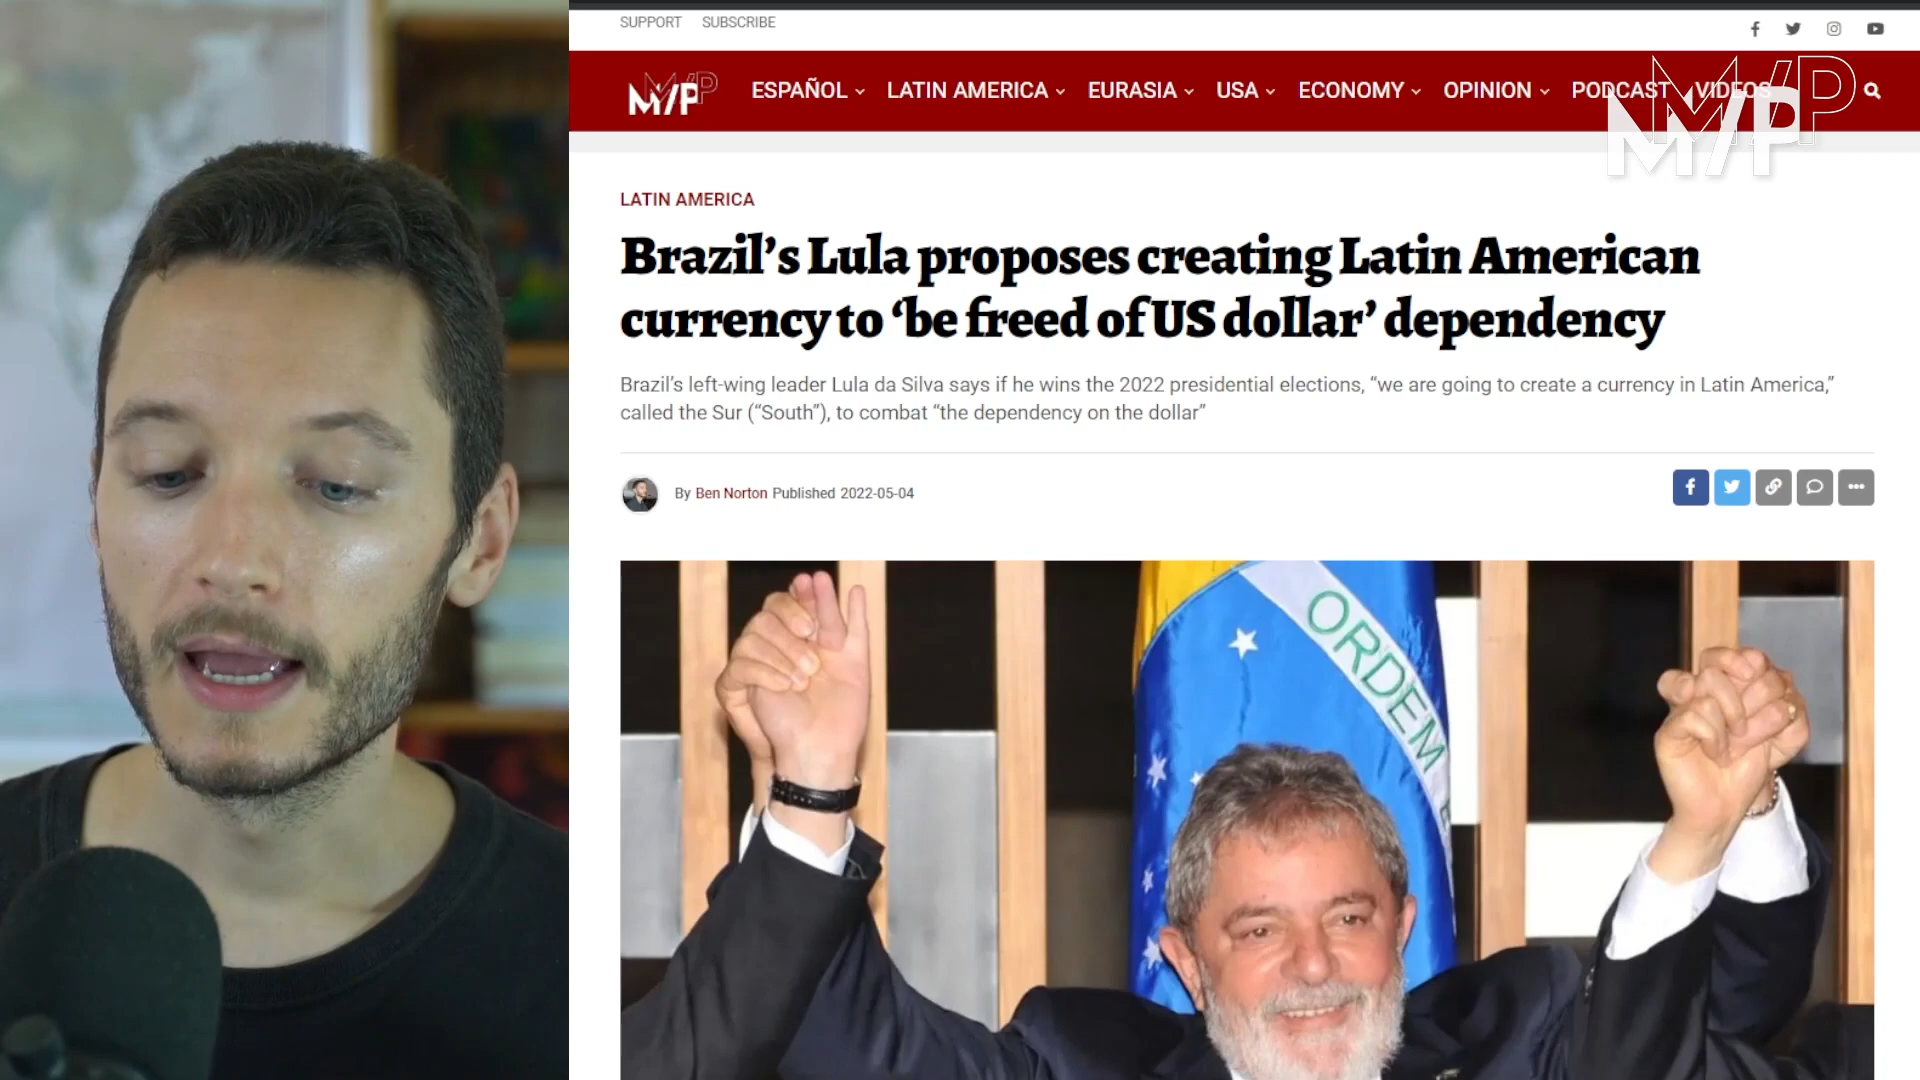 SUPPORT SUBSCRIBE
M/P ESPAÑOL LATIN AMERICA EURASIA USA ECONOMY OPINION PODCAST VIDEOS
M/P
LATIN AMERICA
Brazil’s Lula proposes creating Latin American
currency to ‘be freed of US dollar’ dependency
Brazil’s left-wing leader Lula da Silva says if he wins the 2022 presidential elections, “we are going to create a currency in Latin America,”
called the Sur (“South”), to combat “the dependency on the dollar”
By Ben Norton Published 2022-05-04
ORDEM